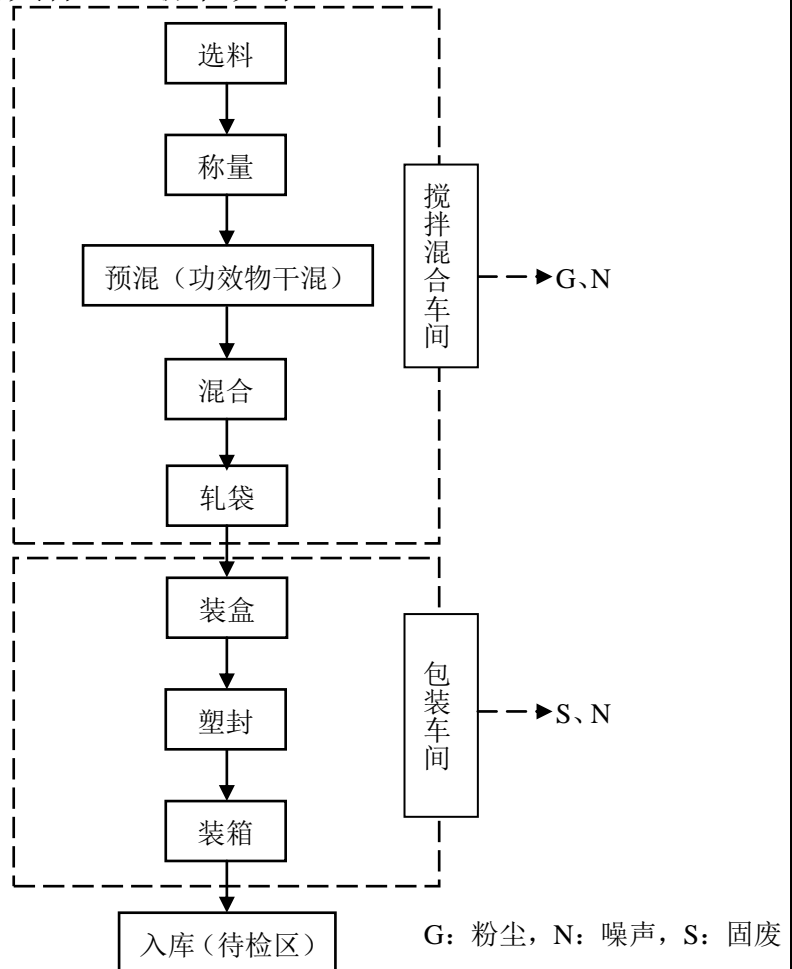 选料
称量
预混（功效物干混）
混合
轧袋
搅拌混合车间
G、N
装盒
塑封
装箱
包装车间
S、N
入库（待检区）
G：粉尘，N：噪声，S：固废